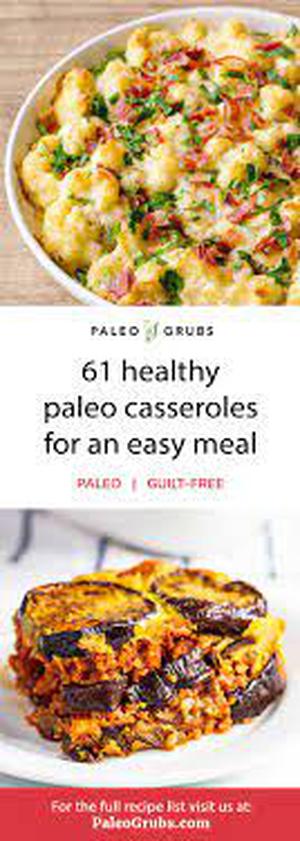 PALEO GRUBS
61 healthy
paleo casseroles
for an easy meal
PALEO | GUILT-FREE
For the full recipe list visit us at:
PaleoGrubs.com